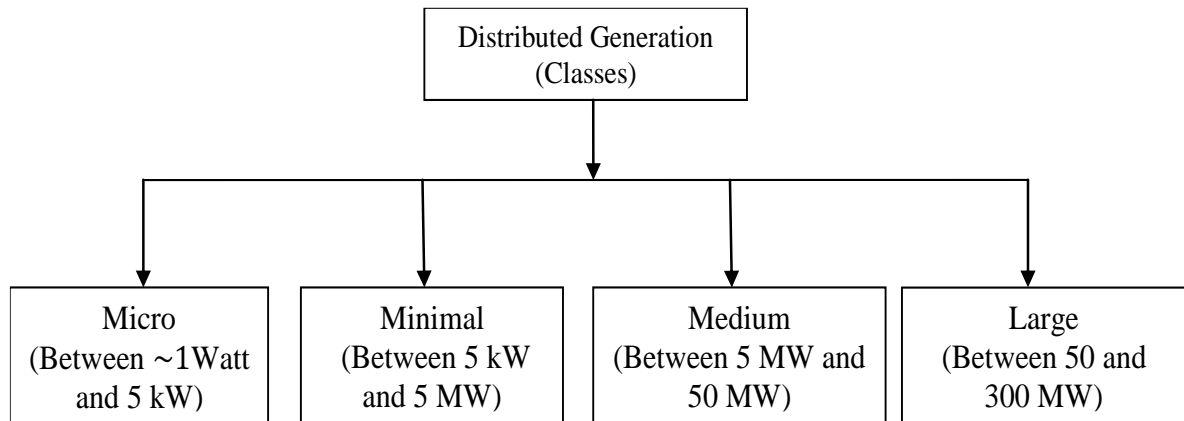 Distributed Generation
(Classes)
Micro
(Between ~1Watt
and 5 kW)
Minimal
(Between 5 kW
and 5 MW)
Medium
(Between 5 MW and
50 MW)
Large
(Between 50 and
300 MW)